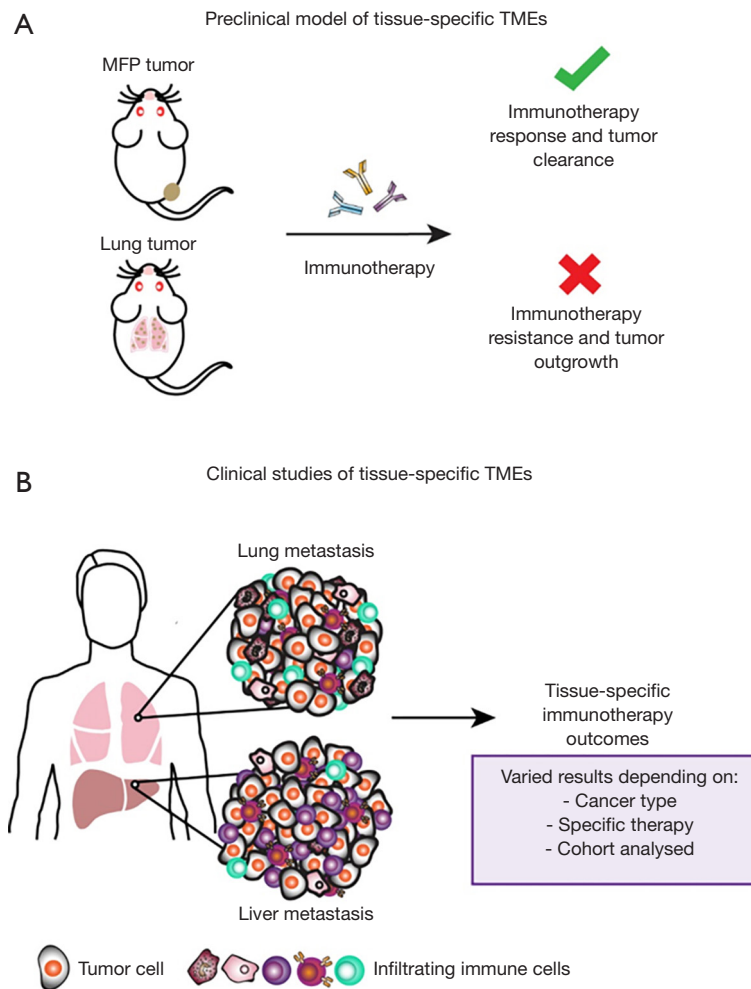 A
Preclinical model of tissue-specific TMEs
MFP tumor
Lung tumor
Immunotherapy
Immunotherapy
response and tumor
clearance
Immunotherapy
resistance and tumor
outgrowth
B
Clinical studies of tissue-specific TMEs
Lung metastasis
Liver metastasis
Tissue-specific
immunotherapy
outcomes
Varied results depending on:
- Cancer type
- Specific therapy
- Cohort analysed
Tumor cell
Infiltrating immune cells